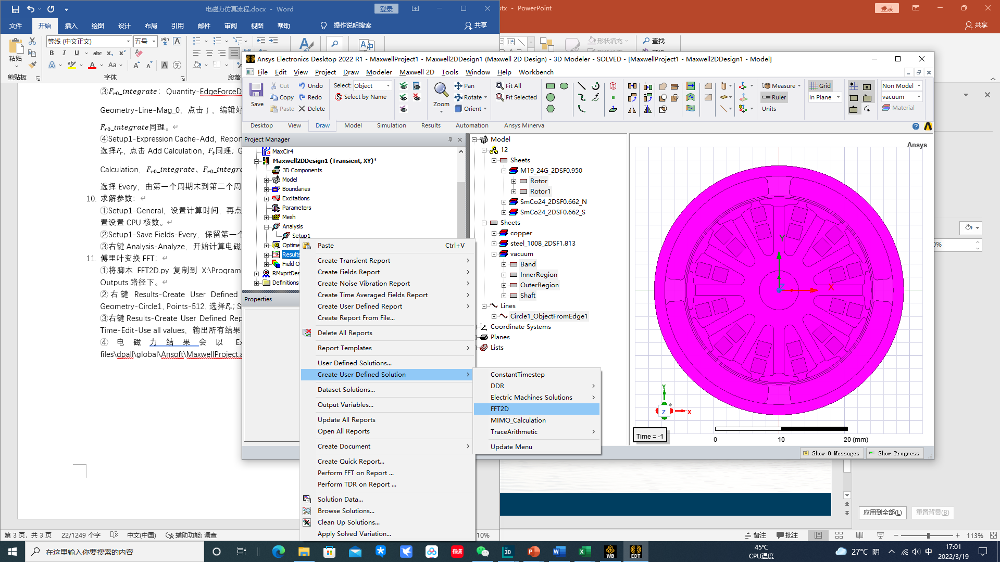 电磁力仿真流程.docx - Word
登录
文件 开始 插入 绘图 设计 布局 引用 邮件 审阅 视图 帮助 操作说明搜索 共享
ptx - PowerPoint
登录
共享
形状填充
查找
粘贴
剪贴板
等线 (中文正文) 五号
字体
段落
③Fr0_integrate：Quantity-EdgeForceD
Geometry-Line-Mag_0，点击∫，编辑好
Fr0_integrate同理。
④Setup1-Expression Cache-Add，Report
选择Fr，点击 Add Calculation，Ft同理；G
Calculation，Fr0_integrate、Fr0_integra
选择 Every，由第一个周期末到第二个周
10. 求解参数：
①Setup1-General，设置计算时间，再点
置设置 CPU 核数。
②Setup1-Save Fields-Every，保留第一个
③右键 Analysis-Analyze，开始计算电磁
11. 傅里叶变换 FFT：
①将脚本 FFT2D.py 复制到 X:\Program
Outputs 路径下。
②右键 Results-Create User Defined
Geometry-Circle1, Points-512, 选择Fr; S
③右键 Results-Create User Defined Rep
Time-Edit-Use all values，输出所有结果
④电磁力结果会以 Ex
files\dpall\global\Ansoft\MaxwellProject.a
第 3 页，共 3 页 22/1249 个字 中文(中国) 辅助功能: 调查
10%
Ansys Electronics Desktop 2022 R1 - MaxwellProject1 - Maxwell2DDesign1 (Maxwell 2D Design) - 3D Modeler - SOLVED - [MaxwellProject1 - Maxwell2DDesign1 - Model]
File Edit View Project Draw Modeler Maxwell 2D Tools Window Help Workbench
Save
Cut
Copy
Paste
Undo
Redo
Delete
Select: Object
Select by Name
Zoom
Pan
Rotate
Orient
Fit All
Fit Selected
Measure
Ruler
Units
Grid
In Plane
Non Model
vacuum
Material
Desktop View Draw Model Simulation Results Automation Ansys Minerva
Project Manager
MaxCir4
Maxwell2DDesign1 (Transient, XY)*
3D Components
Model
Boundaries
Excitations
Parameters
Mesh
Analysis
Setup1
Optime
Results
Field O
RMxprtDes
Definitions
Properties
Paste Ctrl+V
Create Transient Report
Create Fields Report
Create Noise Vibration Report
Create Time Averaged Fields Report
Create User Defined Report
Create Report From File...
Delete All Reports
Report Templates
User Defined Solutions...
Create User Defined Solution
Dataset Solutions...
Output Variables...
Update All Reports
Open All Reports
Create Document
Create Quick Report...
Perform FFT on Report ...
Perform TDR on Report ...
Solution Data...
Browse Solutions...
Clean Up Solutions...
Apply Solved Variation...
ConstantTimestep
DDR
Electric Machines Solutions
FFT2D
MIMO_Calculation
TraceArithmetic
Update Menu
Model
12
Sheets
M19_24G_2DSF0.950
Rotor
Rotor1
SmCo24_2DSF0.662_N
SmCo24_2DSF0.662_S
Sheets
copper
steel_1008_2DSF1.813
vacuum
Band
InnerRegion
OuterRegion
Shaft
Lines
Circle1_ObjectFromEdge1
Coordinate Systems
Planes
Lists
Ansys
Y
X
Z
Y
Z
X
Time = -1
0 10 20 (mm)
Show 0 Messages
Show Progress
0%
应用到全部(L) 重置背景(B)
备注 批注 113%
在这里输入你要搜索的内容
有道
3D
WB
EDT
45℃
CPU温度
27°C 阴
中
17:01
2022/3/19